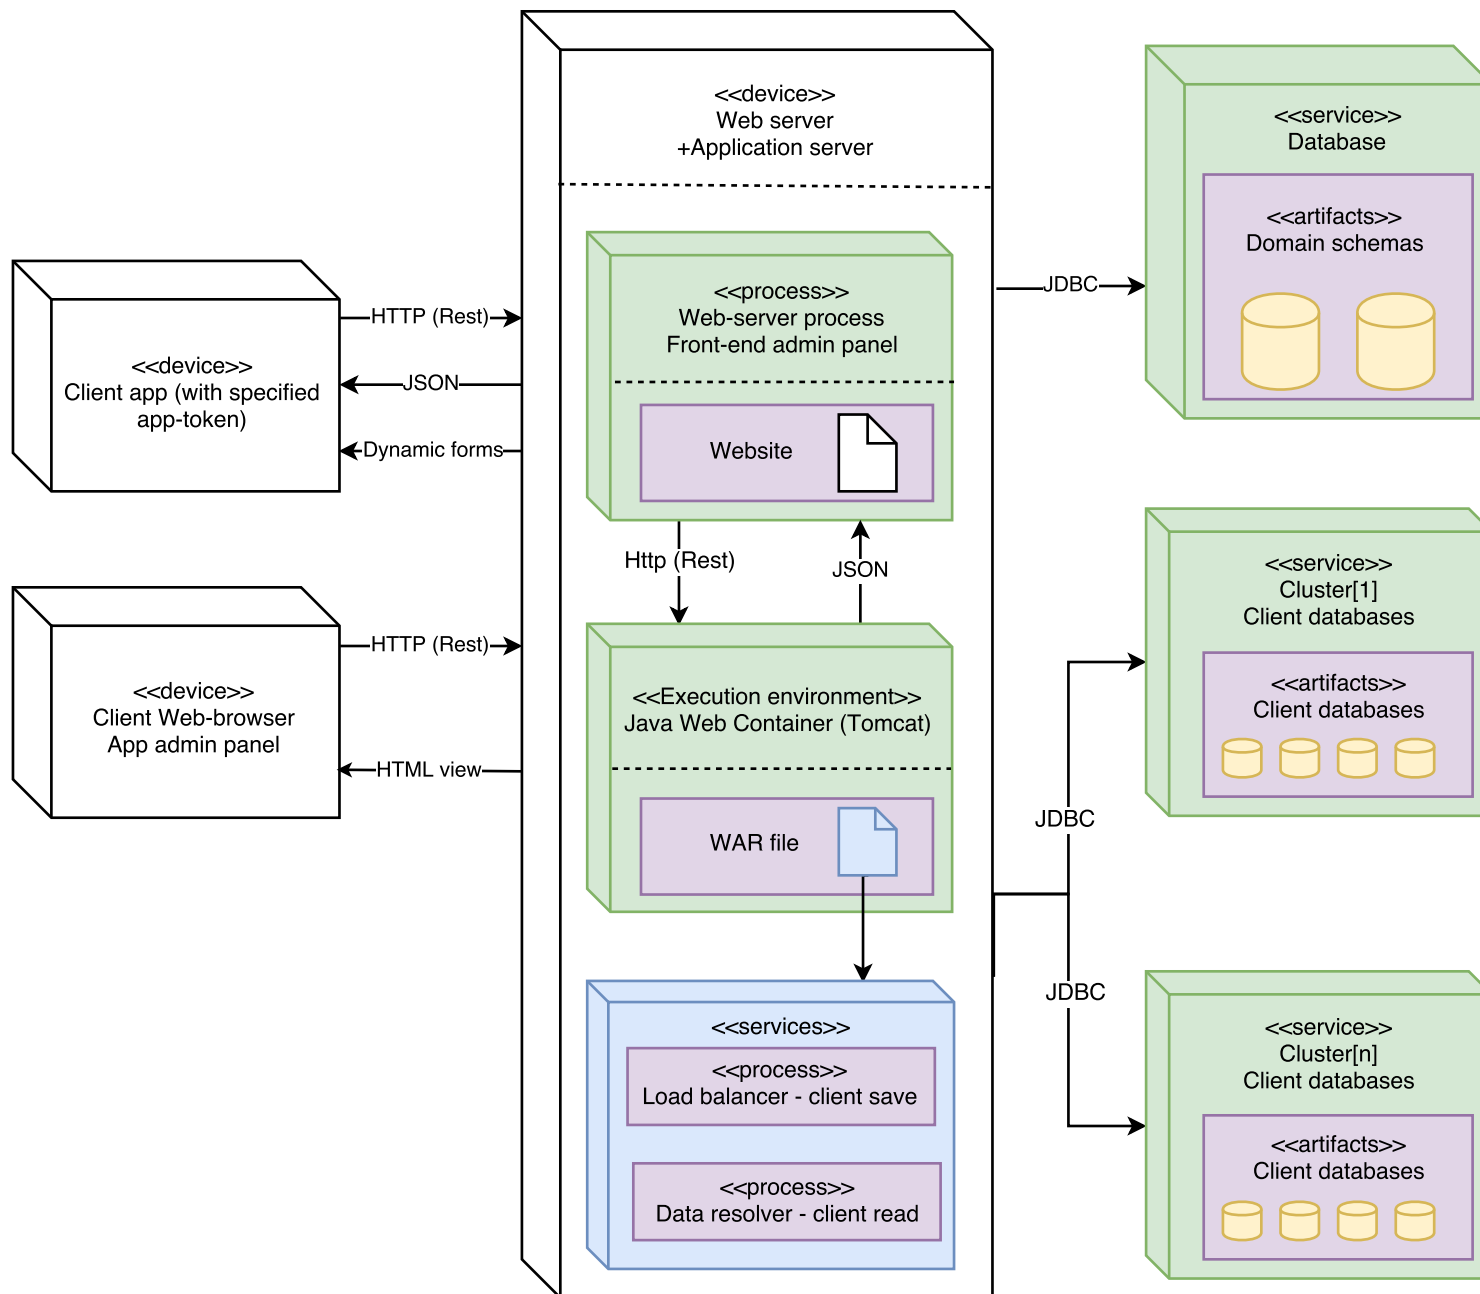 <<device>>
Web server
+Application server
<<service>>
Database
<<artifacts>>
Domain schemas
JDBC
<<process>>
Web-server process
Front-end admin panel
Website
HTTP (Rest)
<<device>>
Client app (with specified
app-token)
JSON
Dynamic forms
Http (Rest)
JSON
HTTP (Rest)
<<device>>
Client Web-browser
App admin panel
HTML view
<<Execution environment>>
Java Web Container (Tomcat)
WAR file
<<service>>
Cluster[1]
Client databases
<<artifacts>>
Client databases
JDBC
JDBC
<<services>>
<<process>>
Load balancer - client save
<<process>>
Data resolver - client read
<<service>>
Cluster[n]
Client databases
<<artifacts>>
Client databases